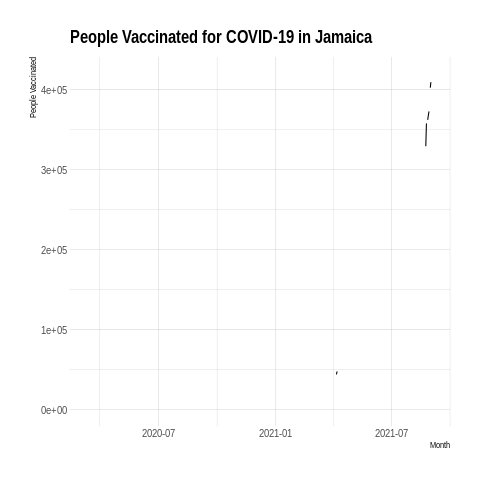 People Vaccinated for COVID-19 in Jamaica
People Vaccinated
4e+05
3e+05
2e+05
1e+05
0e+00
2020-07 2021-01 2021-07
Month